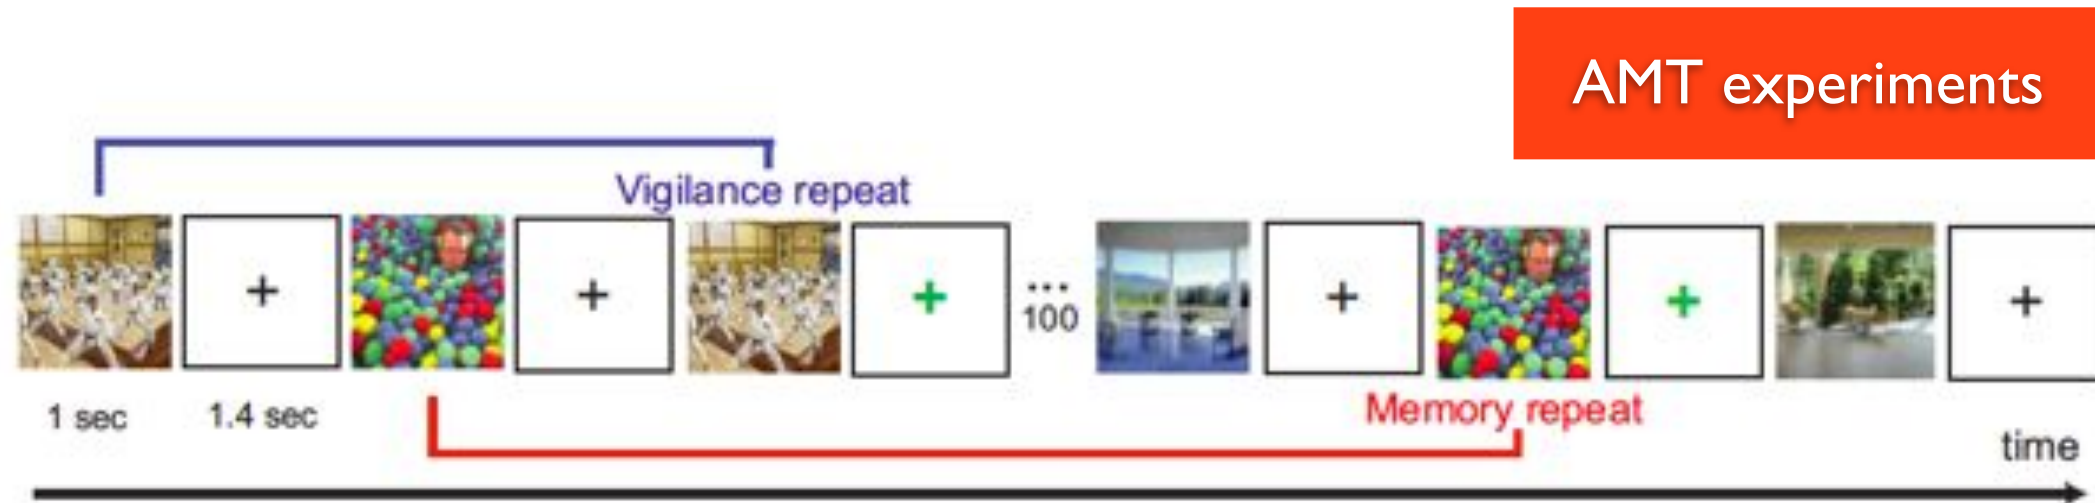 AMT experiments
Vigilance repeat
+
+
+
...
100
+
+
+
1 sec
1.4 sec
Memory repeat
time